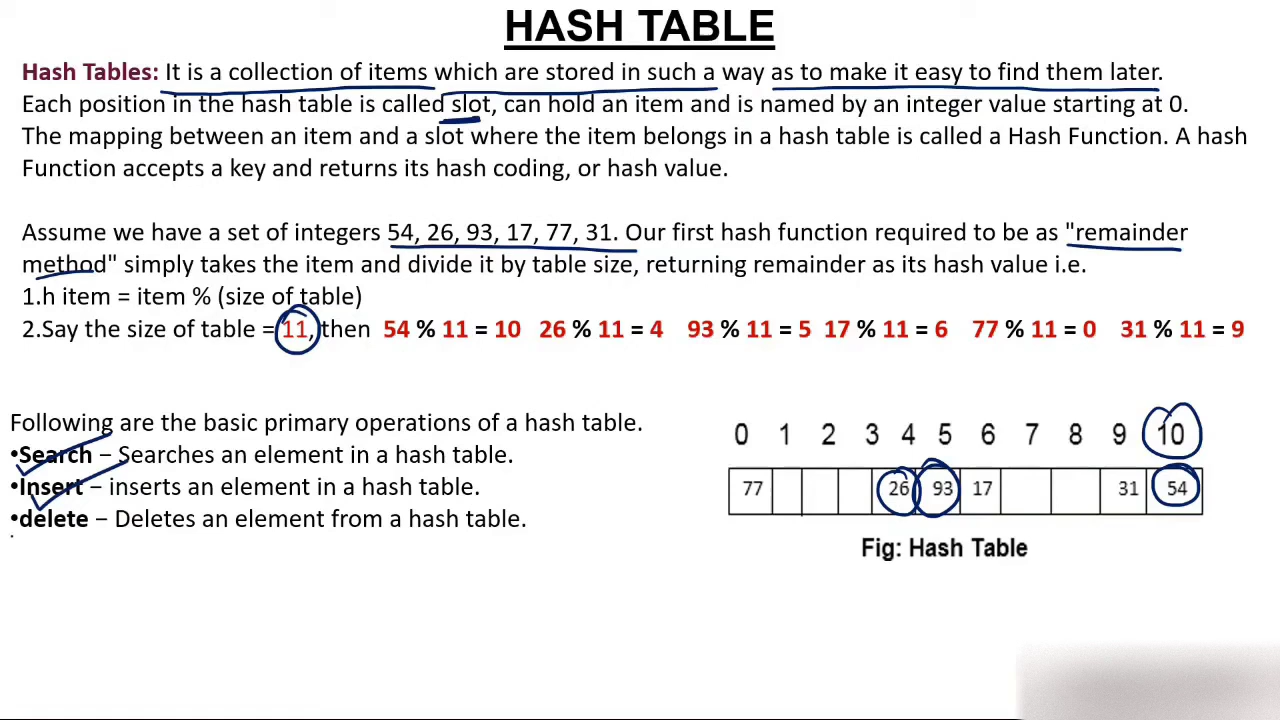 HASH TABLE
Hash Tables: It is a collection of items which are stored in such a way as to make it easy to find them later.
Each position in the hash table is called slot, can hold an item and is named by an integer value starting at 0.
The mapping between an item and a slot where the item belongs in a hash table is called a Hash Function. A hash
Function accepts a key and returns its hash coding, or hash value.
Assume we have a set of integers 54, 26, 93, 17, 77, 31. Our first hash function required to be as "remainder
method" simply takes the item and divide it by table size, returning remainder as its hash value i.e.
1.h item = item % (size of table)
2.Say the size of table = 11, then 54 % 11 = 10 26 % 11 = 4 93 % 11 = 5 17 % 11 = 6 77 % 11 = 0 31 % 11 = 9
Following are the basic primary operations of a hash table.
•Search − Searches an element in a hash table.
•Insert − inserts an element in a hash table.
•delete − Deletes an element from a hash table.
0 1 2 3 4 5 6 7 8 9 10
77 26 93 17 31 54
Fig: Hash Table